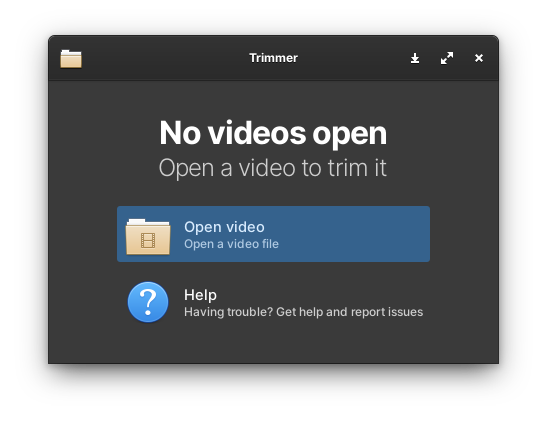 Trimmer
No videos open
Open a video to trim it
Open video
Open a video file
?
Help
Having trouble? Get help and report issues